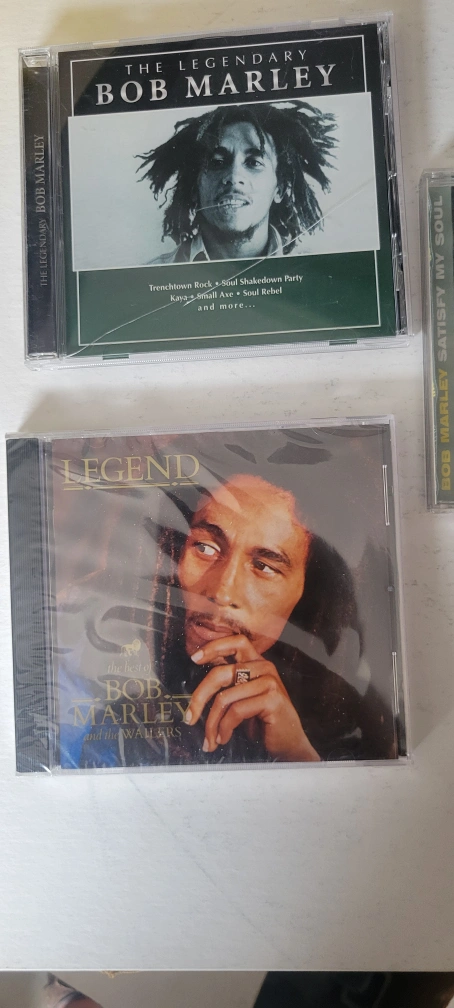 THE LEGENDARY
BOB MARLEY
THE LEGENDARY BOB MARLEY
Trenchtown Rock • Soul Shakedown Party
Kaya • Small Axe • Soul Rebel
and more...
BOB MARLEY SATISFY MY SOUL
LEGEND
the best of
BOB
MARLEY
and the WAILERS